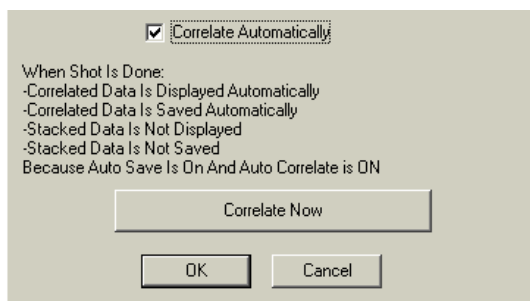 Correlate Automatically
When Shot Is Done:
-Correlated Data Is Displayed Automatically
-Correlated Data Is Saved Automatically
-Stacked Data Is Not Displayed
-Stacked Data Is Not Saved
Because Auto Save Is On And Auto Correlate is ON
Correlate Now
OK Cancel